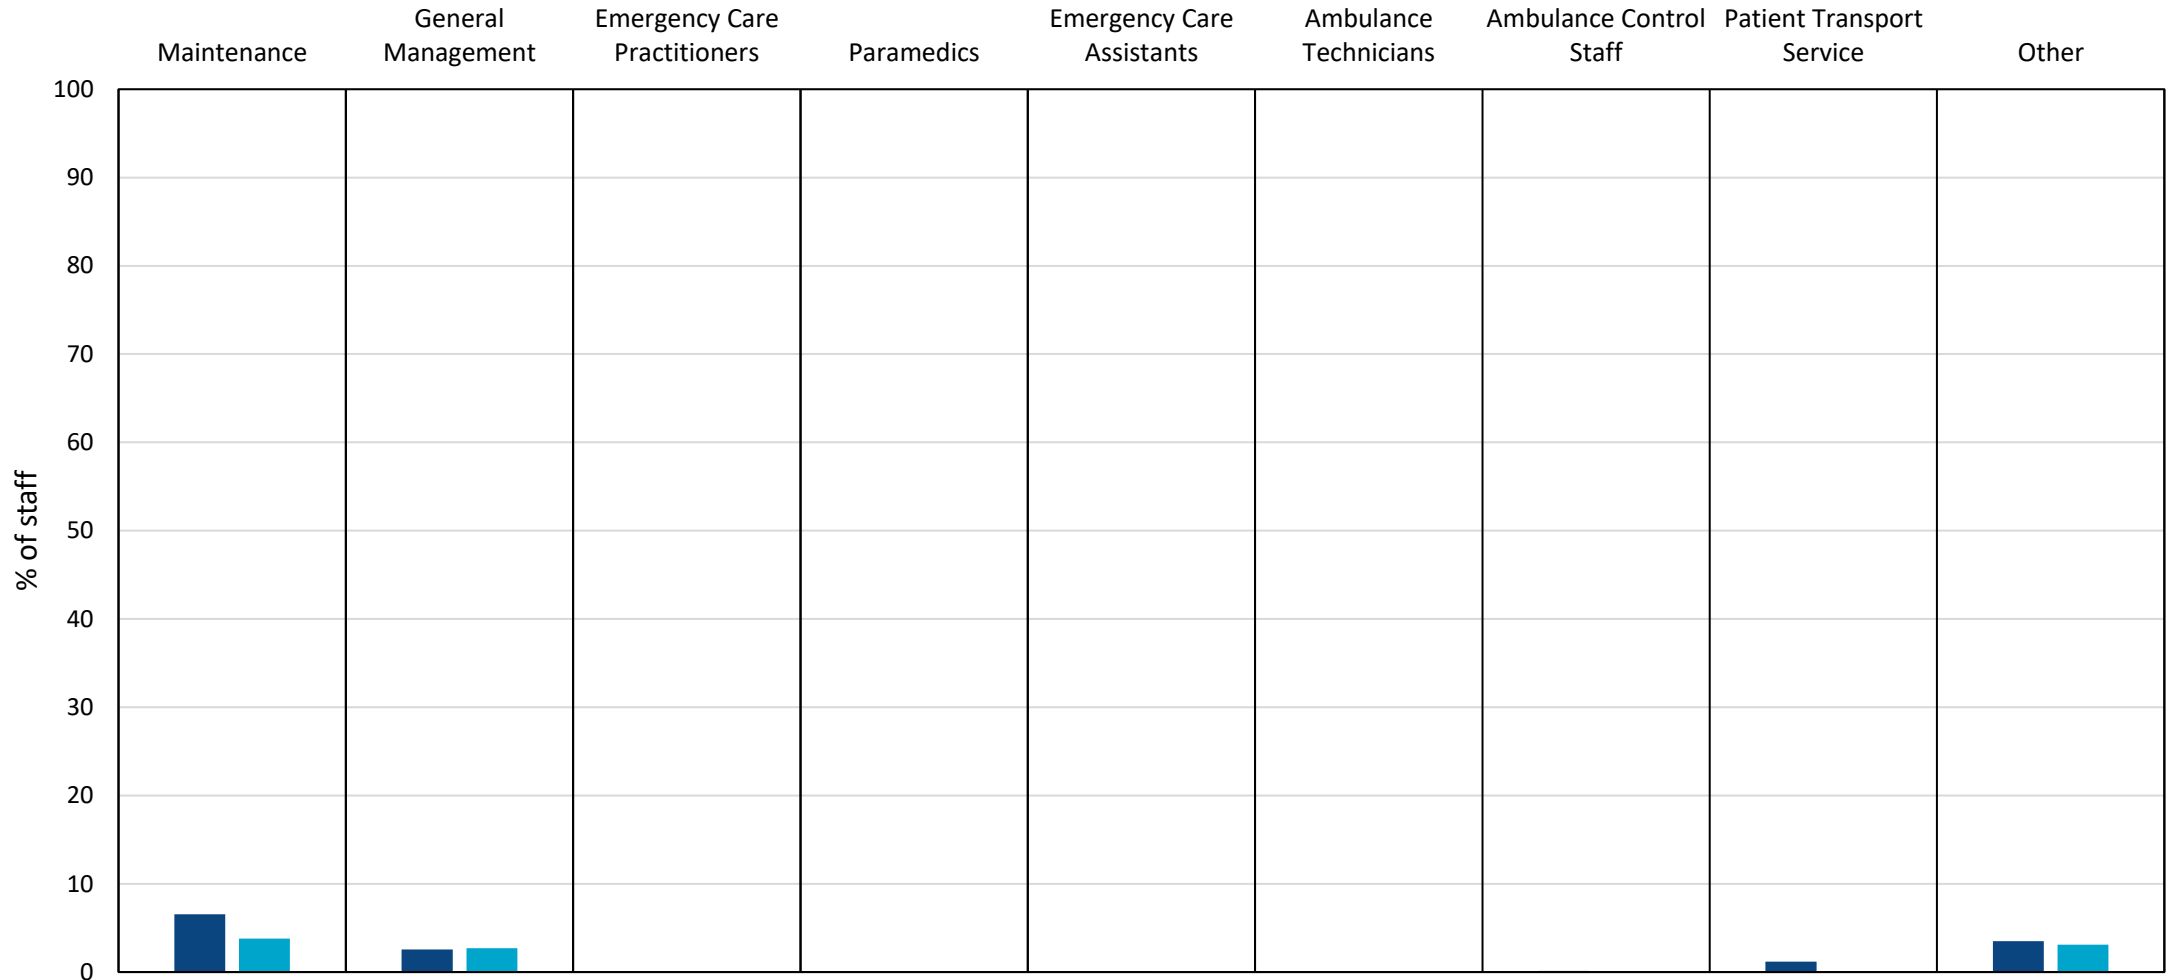 Maintenance
General
Management
Emergency Care
Practitioners
Paramedics
Emergency Care
Assistants
Ambulance
Technicians
Ambulance Control
Staff
Patient Transport
Service
Other
% of staff
100
90
80
70
60
50
40
30
20
10
0